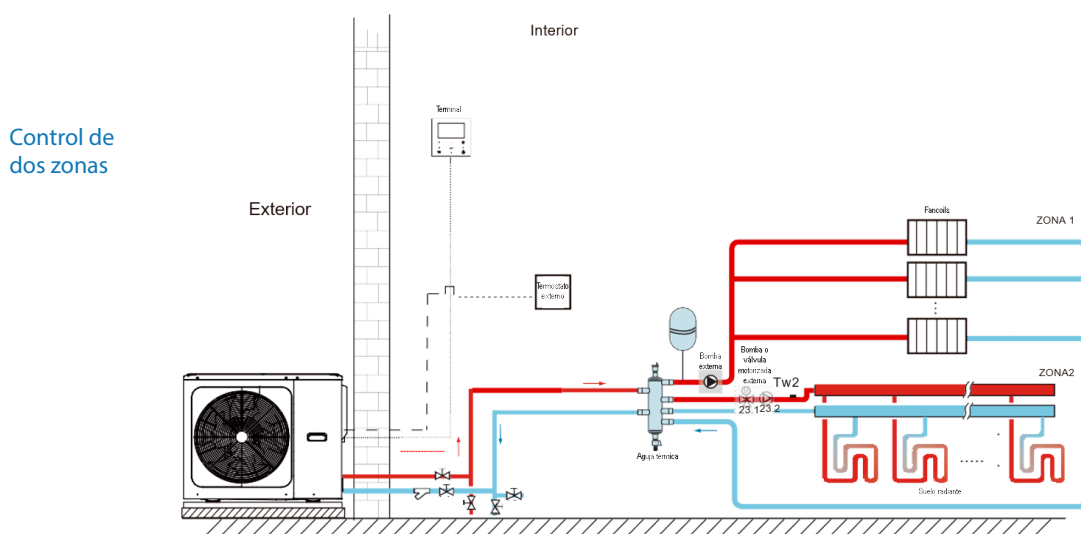 Interior
Control de
dos zonas
Terminal
Exterior
Fancoils
ZONA 1
Termostato
externo
Bomba
externa
Bomba o
válvula
motorizada
externa
Tw2
23.1
23.2
ZONA2
Aguja térmica
Suelo radiante